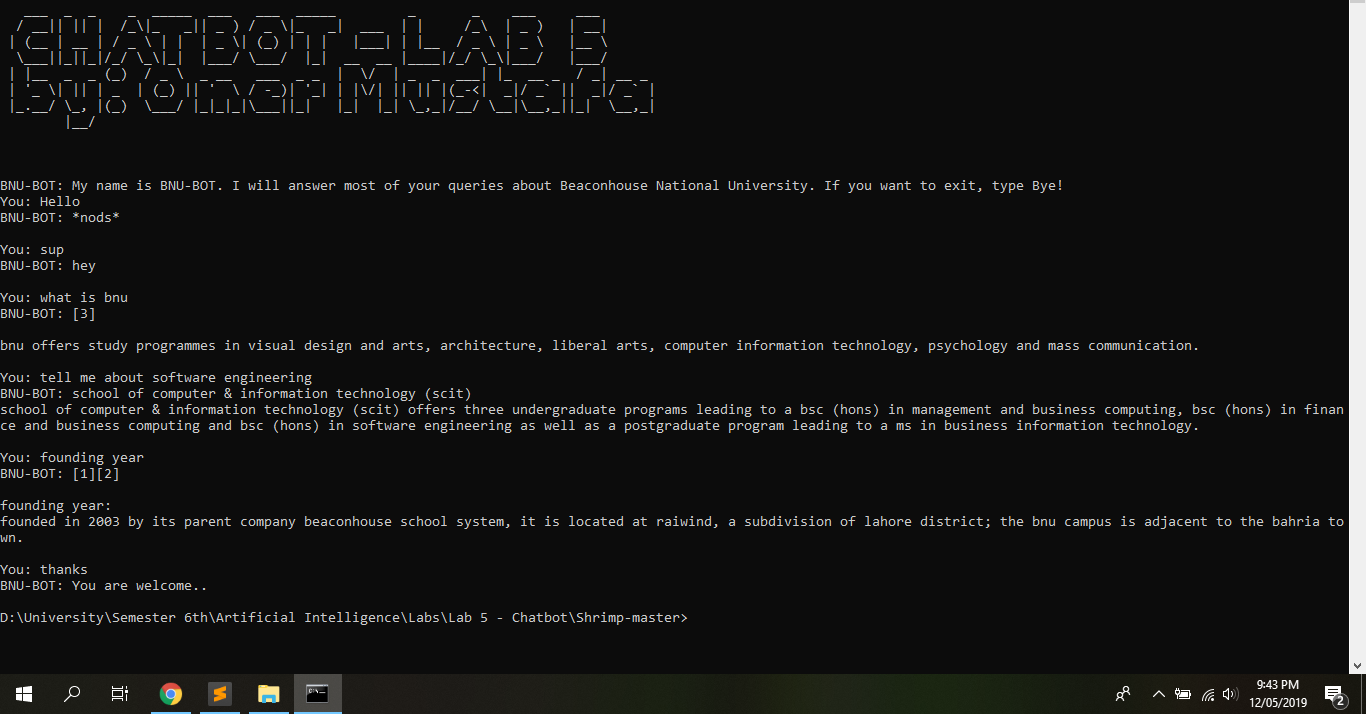 CHATBOT - LAB 5
by: Omer Mustafa
BNU-BOT: My name is BNU-BOT. I will answer most of your queries about Beaconhouse National University. If you want to exit, type Bye!
You: Hello
BNU-BOT: *nods*
You: sup
BNU-BOT: hey
You: what is bnu
BNU-BOT: [3]
bnu offers study programmes in visual design and arts, architecture, liberal arts, computer information technology, psychology and mass communication.
You: tell me about software engineering
BNU-BOT: school of computer & information technology (scit)
school of computer & information technology (scit) offers three undergraduate programs leading to a bsc (hons) in management and business computing, bsc (hons) in finan
ce and business computing and bsc (hons) in software engineering as well as a postgraduate program leading to a ms in business information technology.
You: founding year
BNU-BOT: [1][2]
founding year:
founded in 2003 by its parent company beaconhouse school system, it is located at raiwind, a subdivision of lahore district; the bnu campus is adjacent to the bahria to
wn.
You: thanks
BNU-BOT: You are welcome..
D:\University\Semester 6th\Artificial Intelligence\Labs\Lab 5 - Chatbot\Shrimp-master>
9:43 PM
12/05/2019
2